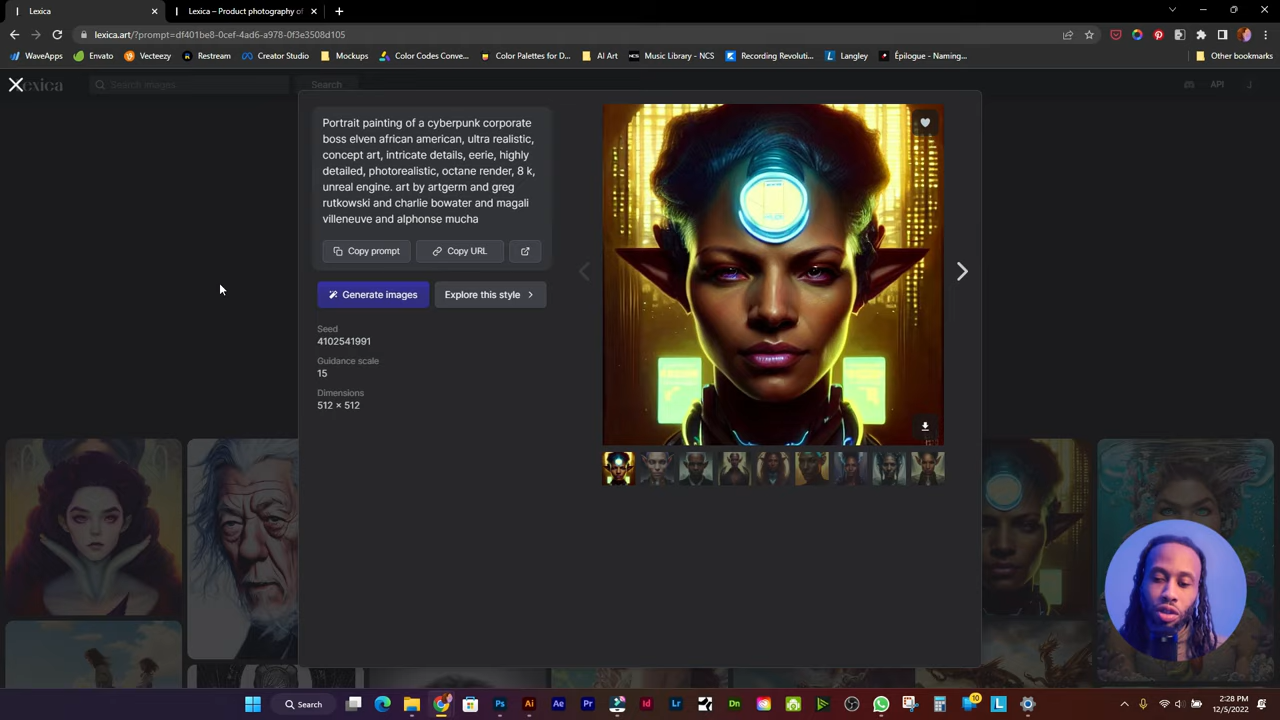 Lexica
Lexica – Product photography of
lexica.art/?prompt=df401be8-0cef-4ad6-a978-0f3e3508d105
WaveApps
Envato
Vecteezy
Restream
Creator Studio
Mockups
Color Codes Conve...
Color Palettes for D...
AI Art
Music Library - NCS
Recording Revoluti...
Langley
Épilogue - Naming...
Other bookmarks
Search images
Search
API
J
Portrait painting of a cyberpunk corporate
boss elven african american, ultra realistic,
concept art, intricate details, eerie, highly
detailed, photorealistic, octane render, 8 k,
unreal engine. art by artgerm and greg
rutkowski and charlie bowater and magali
villeneuve and alphonse mucha
Copy prompt
Copy URL
Generate images
Explore this style
Seed
4102541991
Guidance scale
15
Dimensions
512 × 512
Search
2:28 PM
12/5/2022